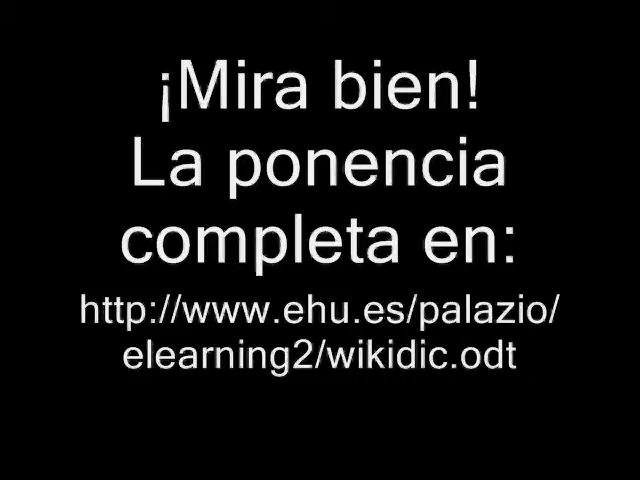 ¡Mira bien!
La ponencia
completa en:
http://www.ehu.es/palazio/
elearning2/wikidic.odt